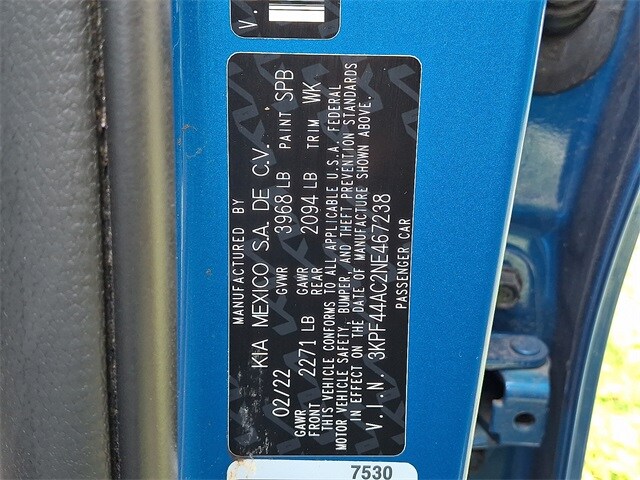 V.
MANUFACTURED BY
KIA MEXICO S.A. DE C.V.
02/22 GVWR 3968 LB PAINT SPB
GAWR FRONT 2271 LB GAWR REAR 2094 LB TRIM WK
THIS VEHICLE CONFORMS TO ALL APPLICABLE U.S.A. FEDERAL
MOTOR VEHICLE SAFETY, BUMPER, AND THEFT PREVENTION STANDARDS
IN EFFECT ON THE DATE OF MANUFACTURE SHOWN ABOVE.
V.I.N. 3KPF44AC2NE467238
PASSENGER CAR
7530